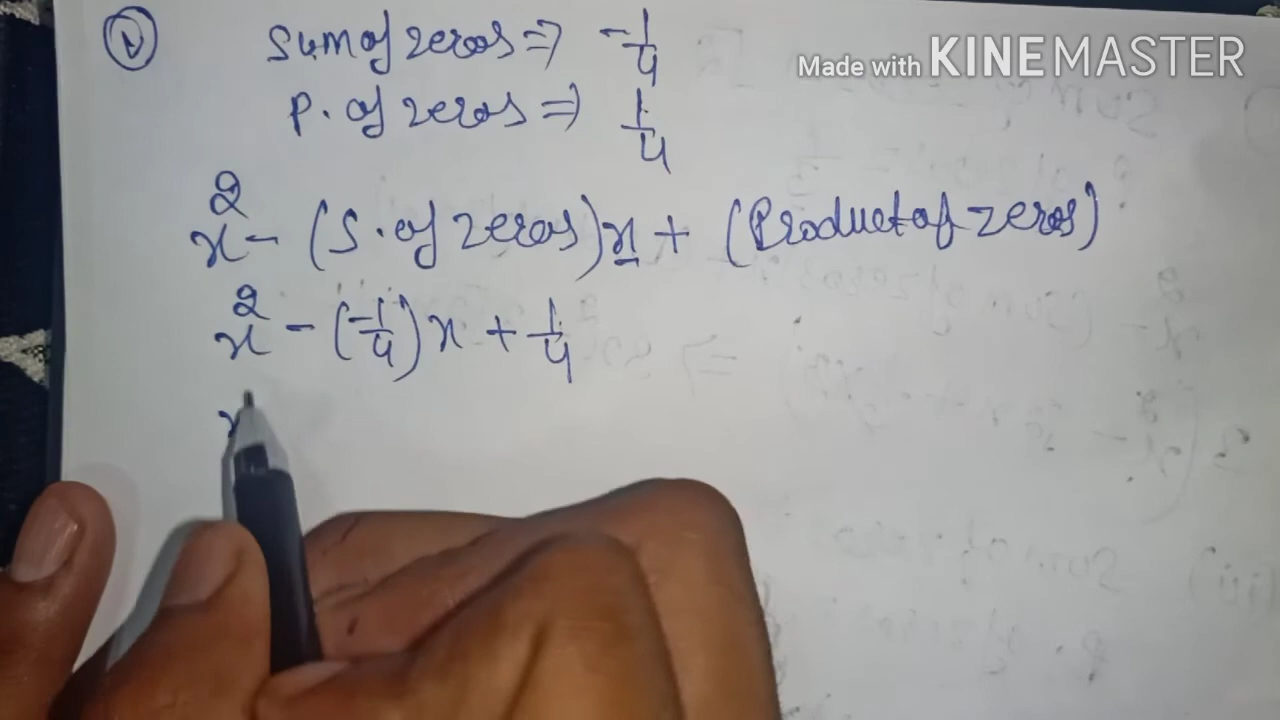 (V) Sum of zeros ⇒ -1/4
Made with KINEMASTER
P. of zeros ⇒ 1/4
x² - (S. of zeros)x + (Product of zeros)
x² - (-1/4)x + 1/4
x